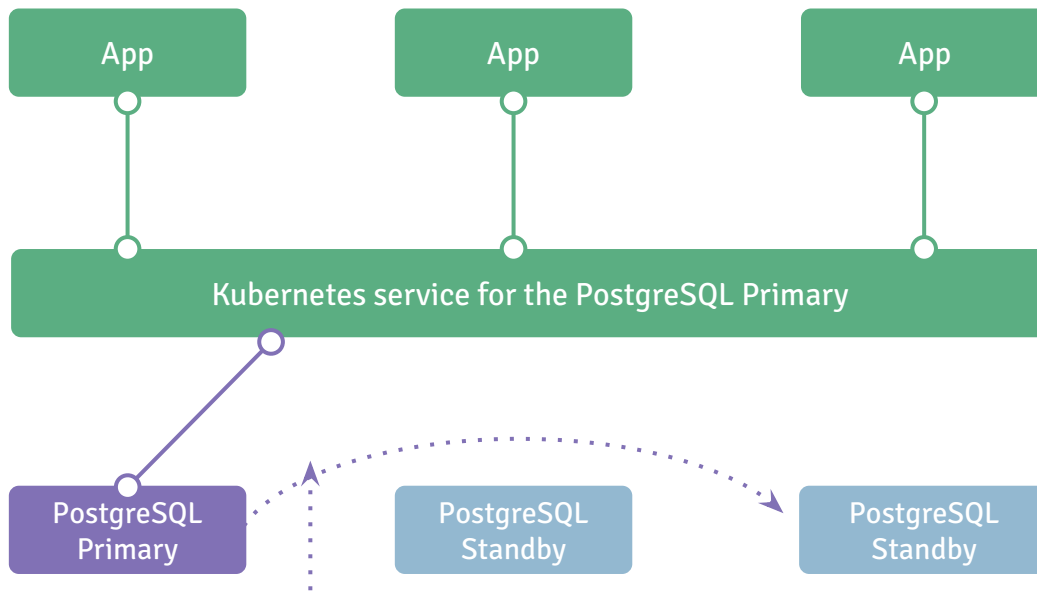 App
App
App
Kubernetes service for the PostgreSQL Primary
PostgreSQL
Primary
PostgreSQL
Standby
PostgreSQL
Standby